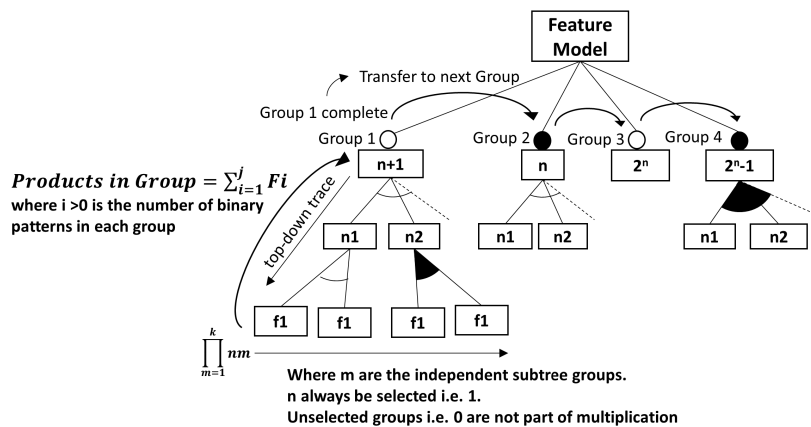 Feature
Model
Transfer to next Group
Group 1 complete
Group 1
Group 2
Group 3
Group 4
n+1
n
2ⁿ
2ⁿ-1
Products in Group = ∑ᵢ₌₁ʲ Fi
where i >0 is the number of binary
patterns in each group
top-down trace
n1
n2
n1
n2
n1
n2
f1
f1
f1
f1
∏ₘ₌₁ᵏ nm
Where m are the independent subtree groups.
n always be selected i.e. 1.
Unselected groups i.e. 0 are not part of multiplication